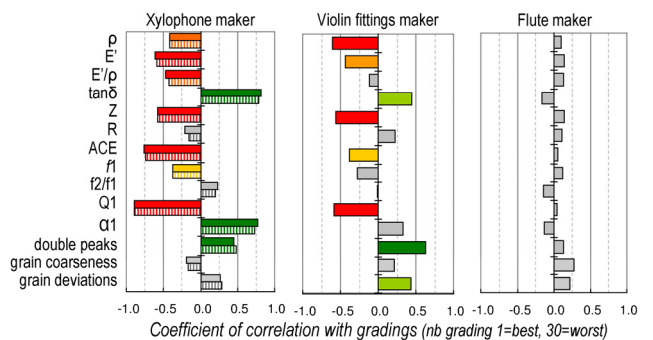 Xylophone maker Violin fittings maker Flute maker
ρ
E'
E'/ρ
tanδ
Z
R
ACE
f1
f2/f1
Q1
α1
double peaks
grain coarseness
grain deviations
-1.0 -0.5 0.0 0.5 1.0 -1.0 -0.5 0.0 0.5 1.0 -1.0 -0.5 0.0 0.5 1.0
Coefficient of correlation with gradings (nb grading 1=best, 30=worst)